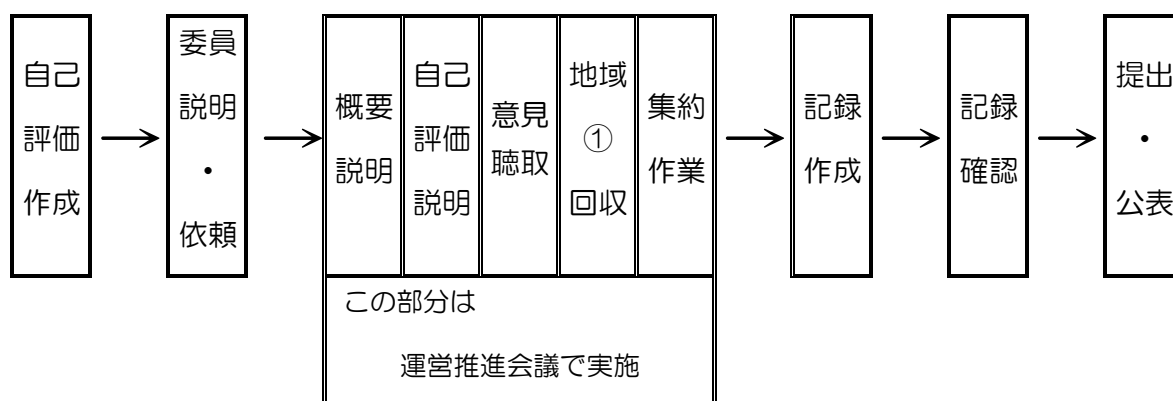 自己評価作成
委員説明・依頼
概要説明
自己評価説明
意見聴取
地域①回収
集約作業
記録作成
記録確認
提出・公表
この部分は
運営推進会議で実施